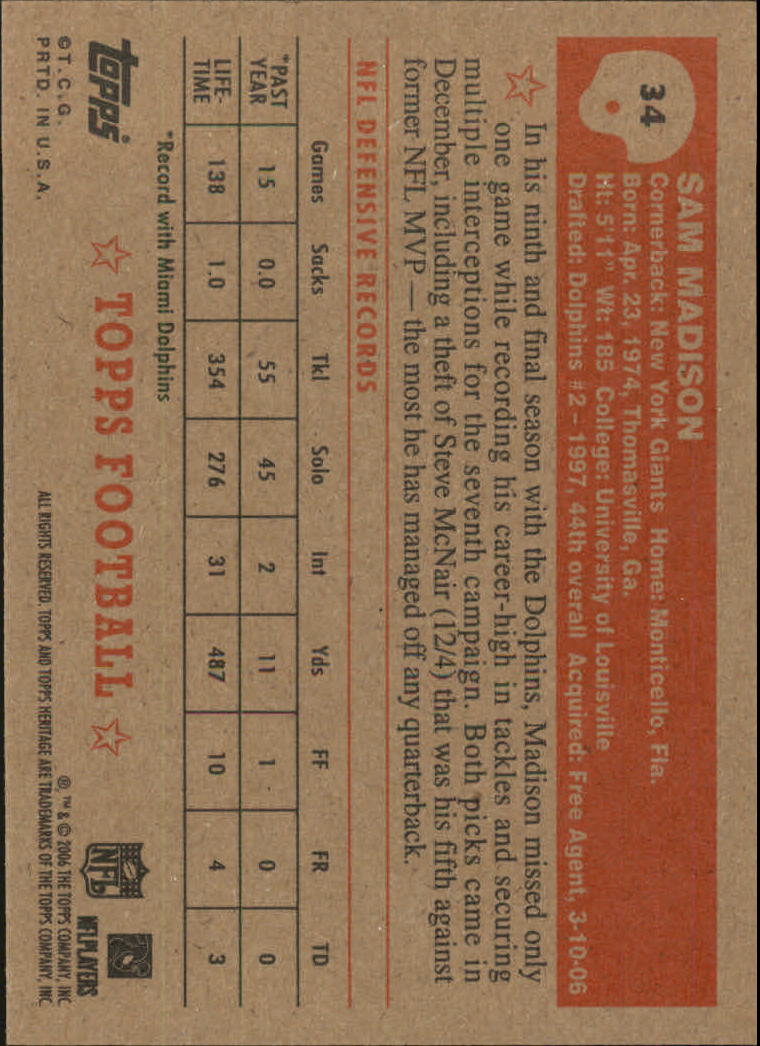 34
SAM MADISON
Cornerback: New York Giants Home: Monticello, Fla.
Born: Apr. 23, 1974, Thomasville, Ga.
Ht: 5'11" Wt: 185 College: University of Louisville
Drafted: Dolphins #2 – 1997, 44th overall Acquired: Free Agent, 3-10-06
In his ninth and final season with the Dolphins, Madison missed only
one game while recording his career-high in tackles and securing
multiple interceptions for the seventh campaign. Both picks came in
December, including a theft of Steve McNair (12/4) that was his fifth against
former NFL MVP — the most he has managed off any quarterback.
NFL DEFENSIVE RECORDS
Games Sacks Tkl Solo Int Yds FF FR TD
*PAST YEAR 15 0.0 55 45 2 11 1 0 0
LIFE-TIME 138 1.0 354 276 31 487 10 4 3
*Record with Miami Dolphins
topps
TOPPS FOOTBALL
NFL
NFLPLAYERS
©T.C.G.
PRTD. IN U.S.A.
®, ™ & © 2006 THE TOPPS COMPANY, INC
ALL RIGHTS RESERVED. TOPPS AND TOPPS HERITAGE ARE TRADEMARKS OF THE TOPPS COMPANY, INC